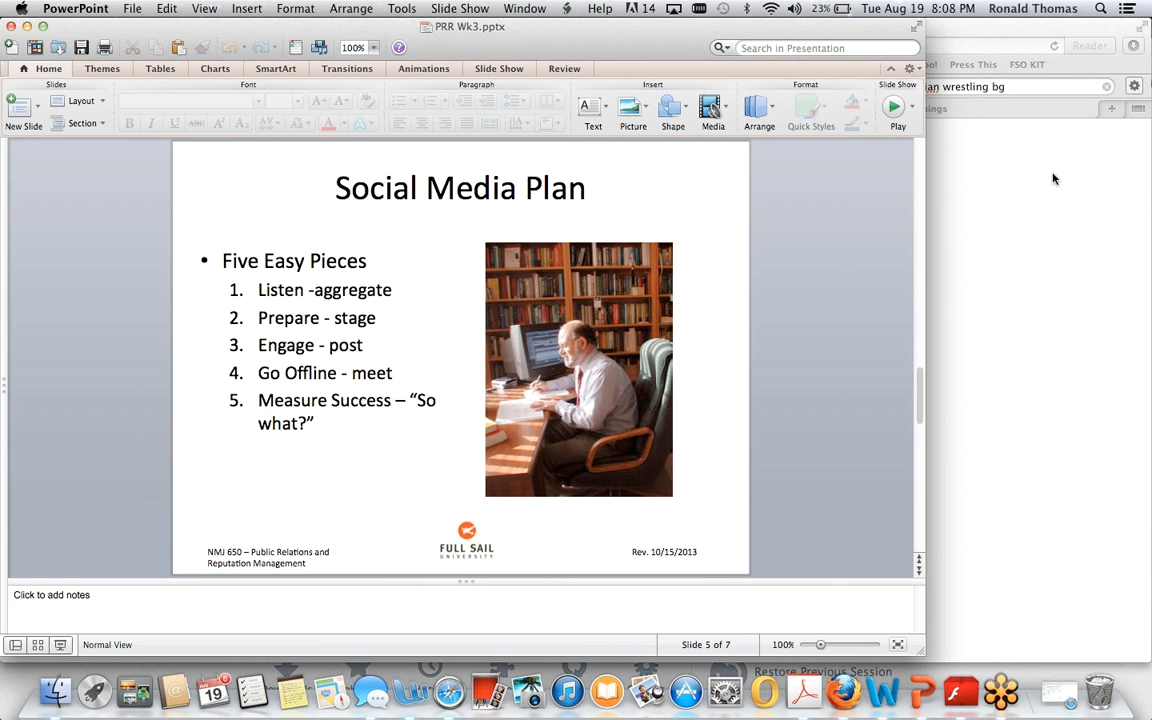 PowerPoint File Edit View Insert Format Arrange Tools Slide Show Window Help 14 23% Tue Aug 19 8:08 PM Ronald Thomas
PRR Wk3.pptx
100% Search in Presentation Reader
Home Themes Tables Charts SmartArt Transitions Animations Slide Show Review Press This FSO KIT
Slides Font Paragraph Insert Format Slide Show
wrestling bg
Layout
Section
New Slide Text Picture Shape Media Arrange Quick Styles Play
Social Media Plan
• Five Easy Pieces
1. Listen -aggregate
2. Prepare - stage
3. Engage - post
4. Go Offline - meet
5. Measure Success – “So
what?”
NMJ 650 – Public Relations and
Reputation Management
FULL SAIL
UNIVERSITY
Rev. 10/15/2013
Click to add notes
Normal View Slide 5 of 7 100%
Restore Previous Session
19